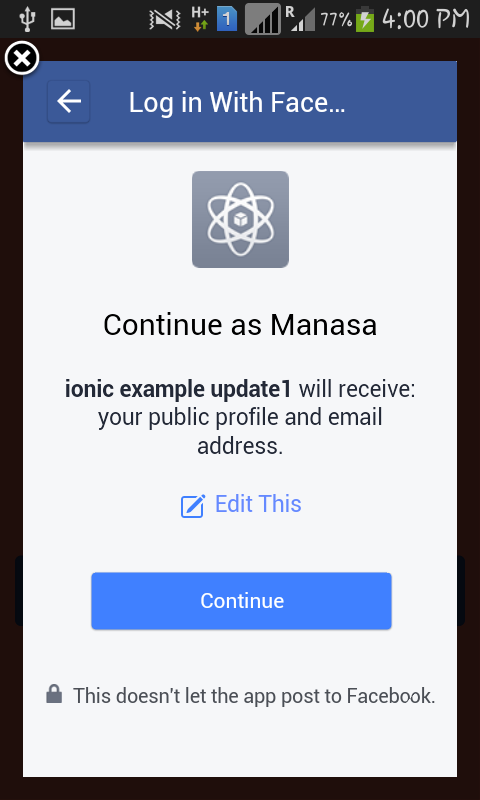 H+ 1 R 77% 4:00 PM
Log in With Face...
Continue as Manasa
ionic example update1 will receive:
your public profile and email
address.
Edit This
Continue
This doesn't let the app post to Facebook.